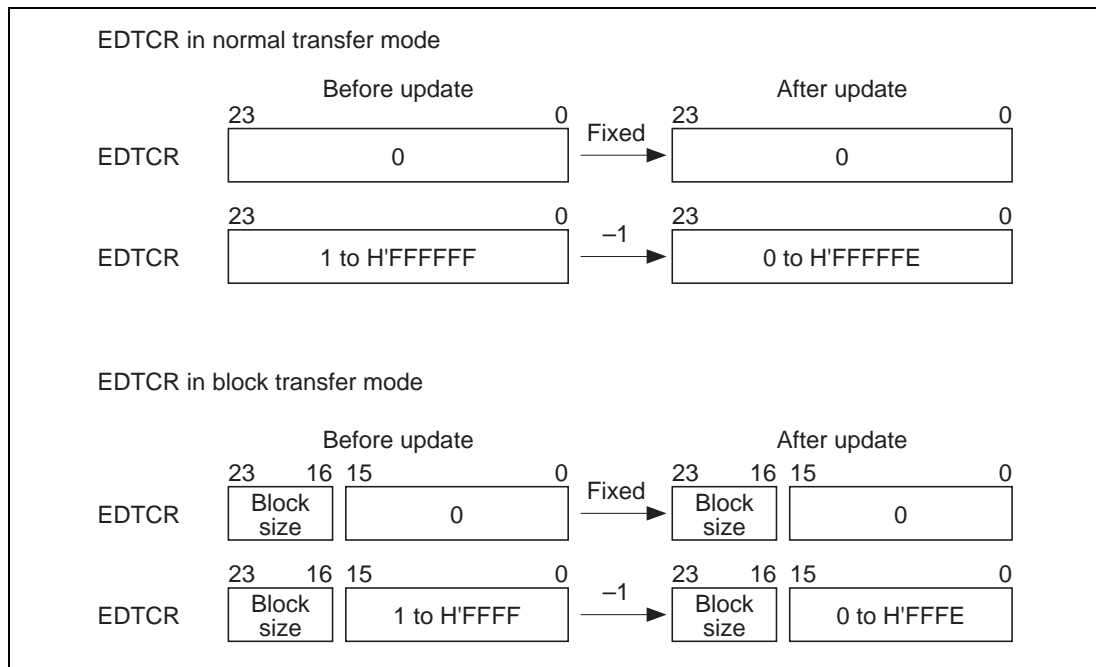 EDTCR in normal transfer mode
Before update After update
23 0 Fixed 23 0
EDTCR 0 0
23 0 –1 23 0
EDTCR 1 to H'FFFFFF 0 to H'FFFFFE
EDTCR in block transfer mode
Before update After update
23 16 15 0 Fixed 23 16 15 0
EDTCR Block size 0 Block size 0
23 16 15 0 –1 23 16 15 0
EDTCR Block size 1 to H'FFFF Block size 0 to H'FFFE